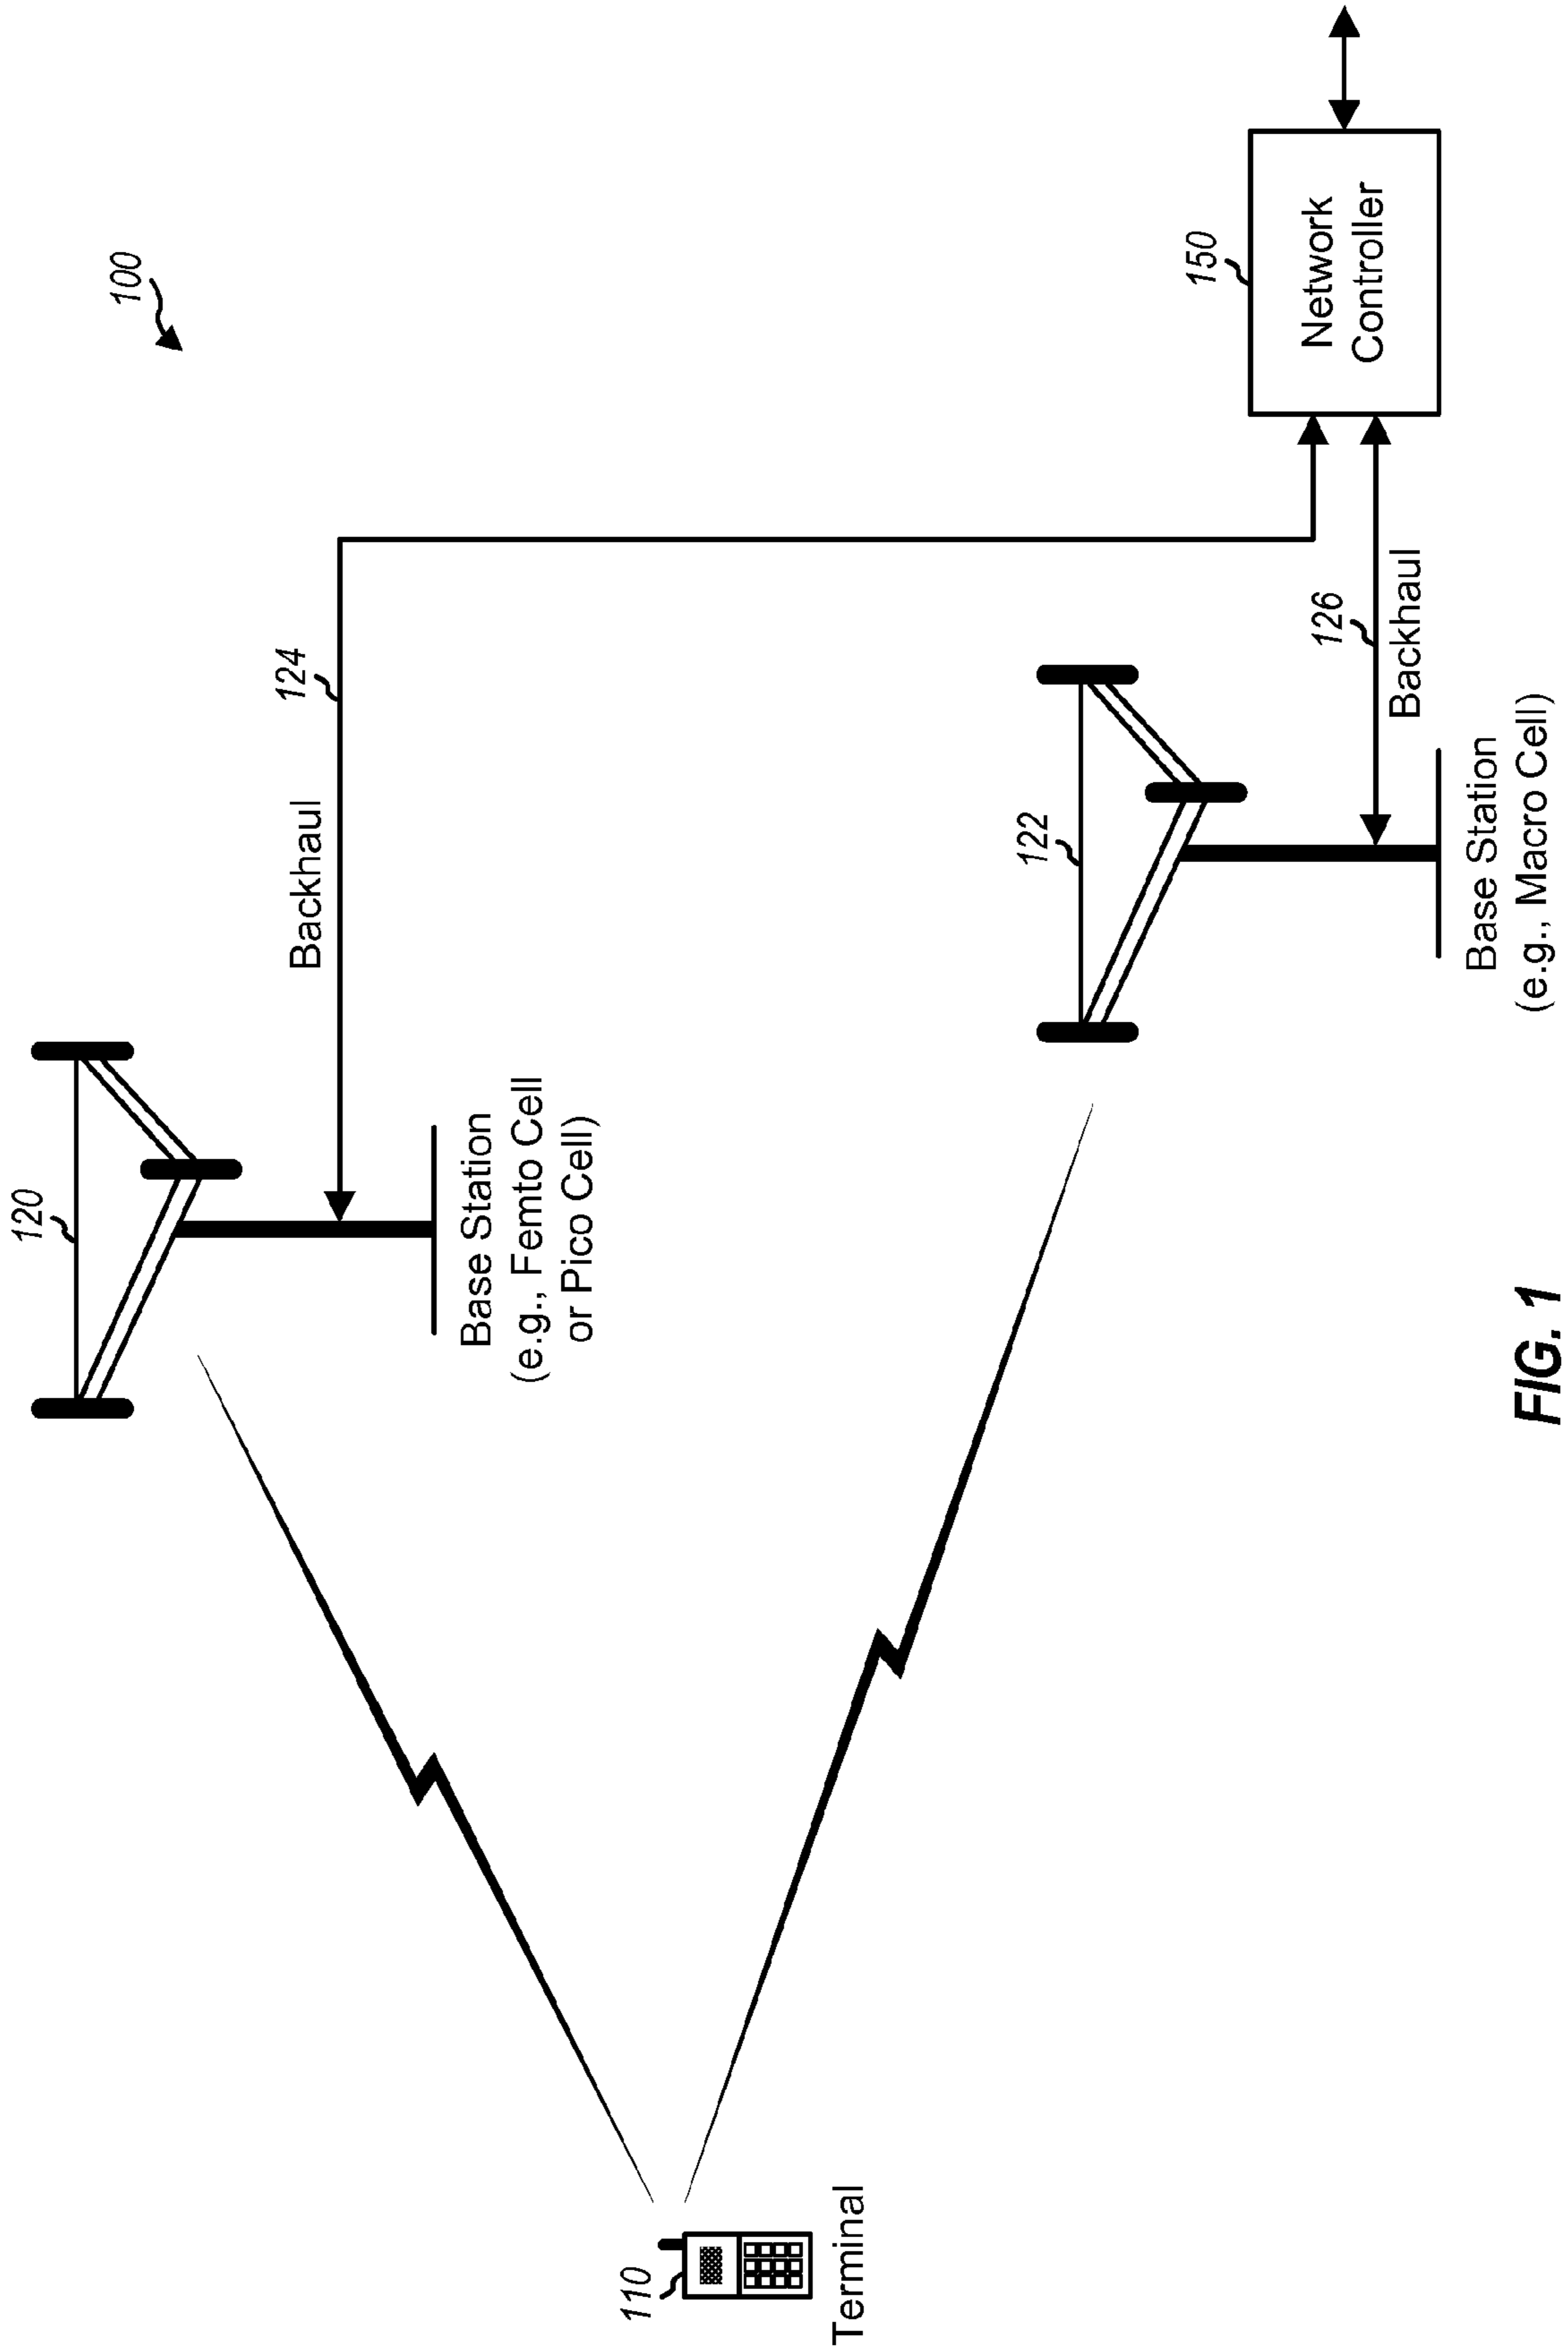 100
120
Base Station
(e.g., Femto Cell
or Pico Cell)
124
Backhaul
110
Terminal
122
Base Station
(e.g., Macro Cell)
126
Backhaul
150
Network
Controller
FIG. 1